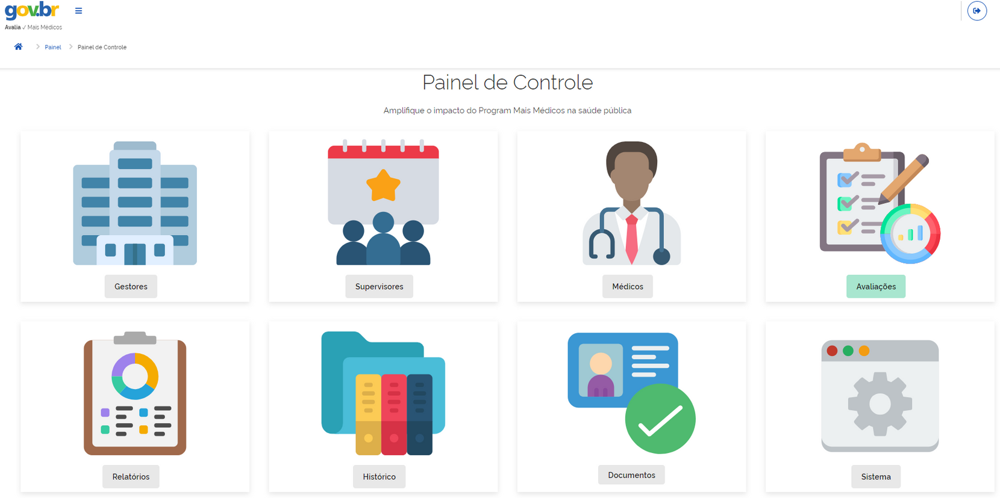 gov.br
Avalia √ Mais Médicos
Painel
Painel de Controle
Painel de Controle
Amplifique o impacto do Program Mais Médicos na saúde pública
Gestores
Supervisores
Médicos
Avaliações
Relatórios
Histórico
Documentos
Sistema